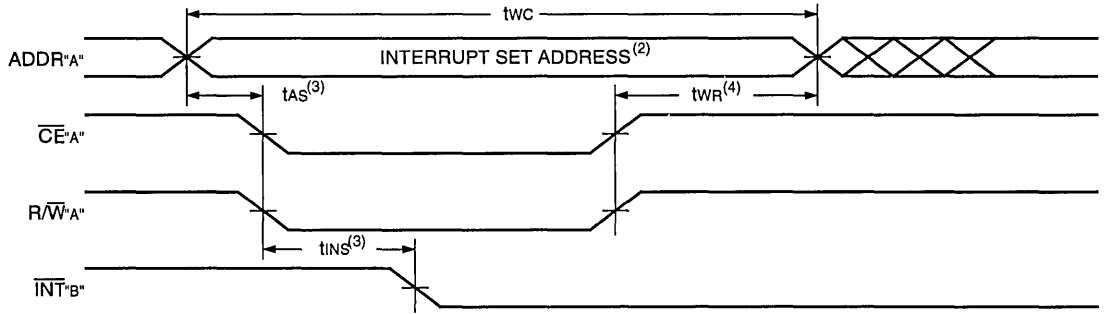 tWC
ADDR"A"
INTERRUPT SET ADDRESS(2)
tAS(3)
tWR(4)
CE"A"
R/W"A"
tINS(3)
INT"B"